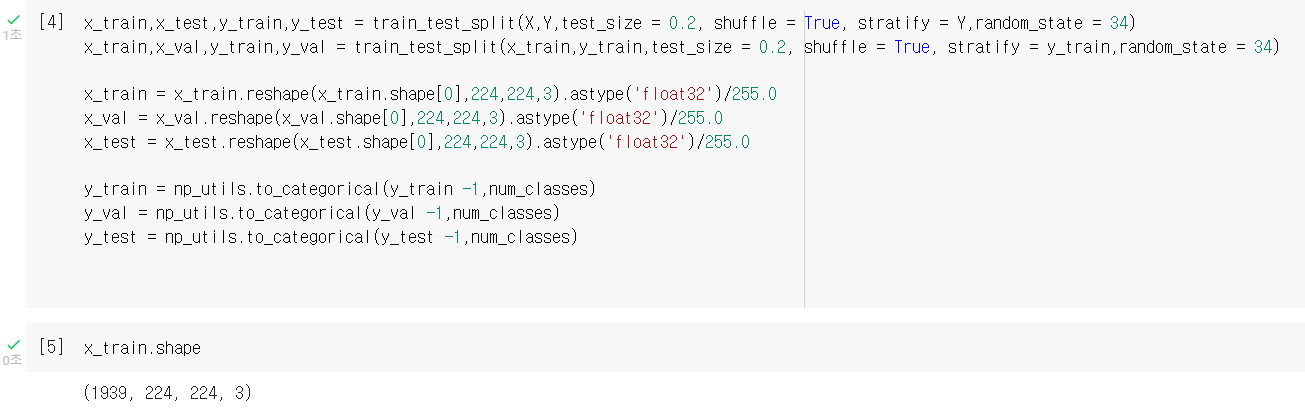 [4] x_train,x_test,y_train,y_test = train_test_split(X,Y,test_size = 0.2, shuffle = True, stratify = Y,random_state = 34)
1초 x_train,x_val,y_train,y_val = train_test_split(x_train,y_train,test_size = 0.2, shuffle = True, stratify = y_train,random_state = 34)
x_train = x_train.reshape(x_train.shape[0],224,224,3).astype('float32')/255.0
x_val = x_val.reshape(x_val.shape[0],224,224,3).astype('float32')/255.0
x_test = x_test.reshape(x_test.shape[0],224,224,3).astype('float32')/255.0
y_train = np_utils.to_categorical(y_train -1,num_classes)
y_val = np_utils.to_categorical(y_val -1,num_classes)
y_test = np_utils.to_categorical(y_test -1,num_classes)
[5] x_train.shape
0초
(1939, 224, 224, 3)